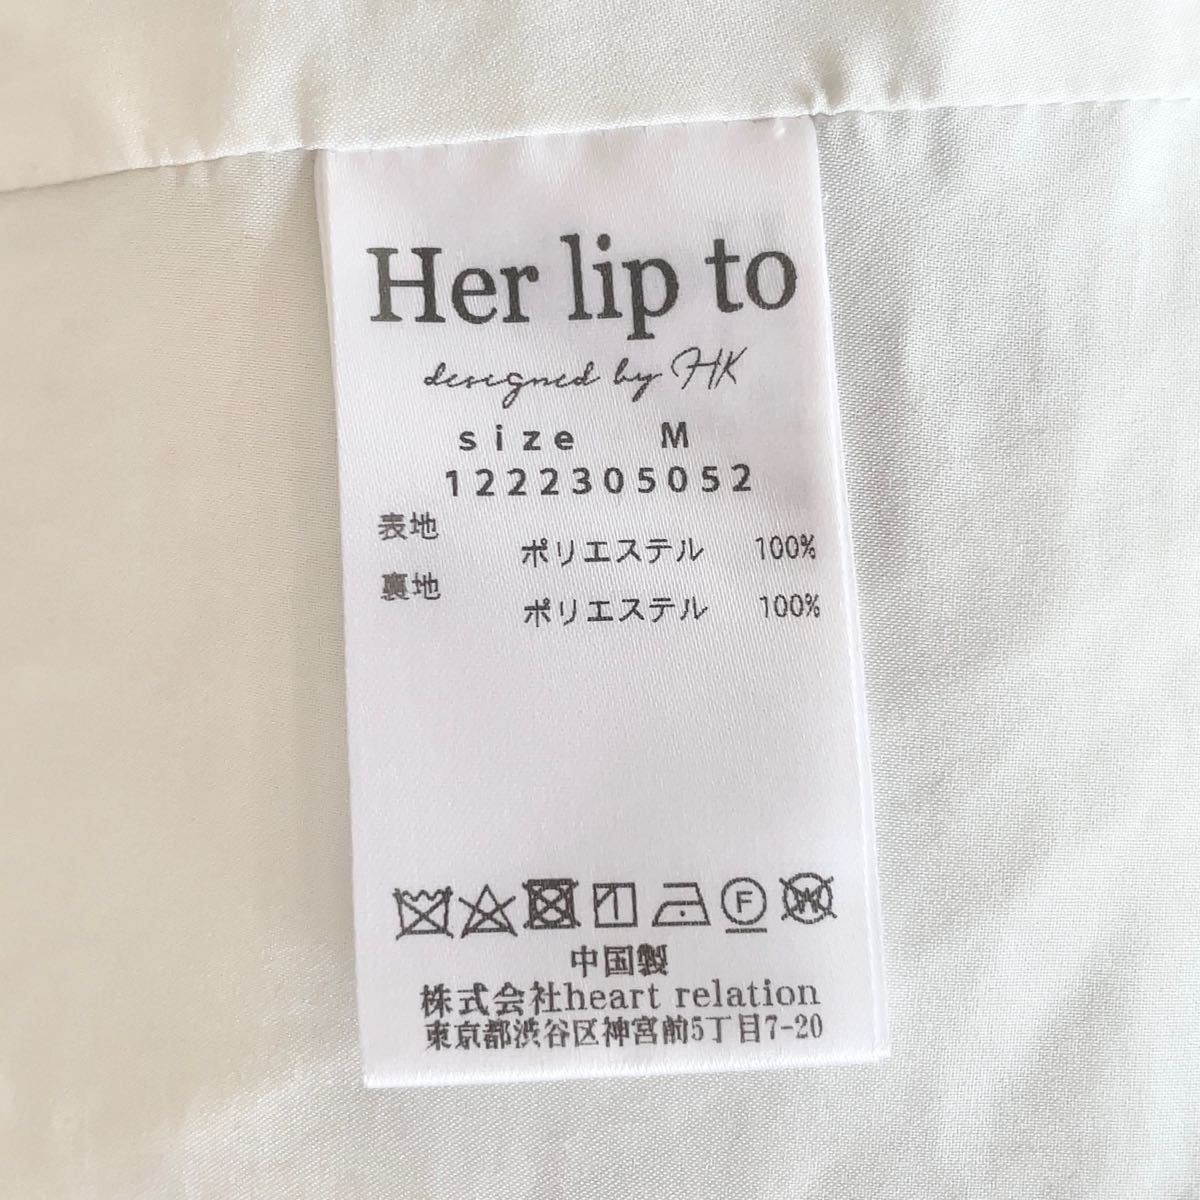 Her lip to
designed by HK
size M
1222305052
表地
ポリエステル 100%
裏地
ポリエステル 100%
F W
中国製
株式会社heart relation
東京都渋谷区神宮前5丁目7-20